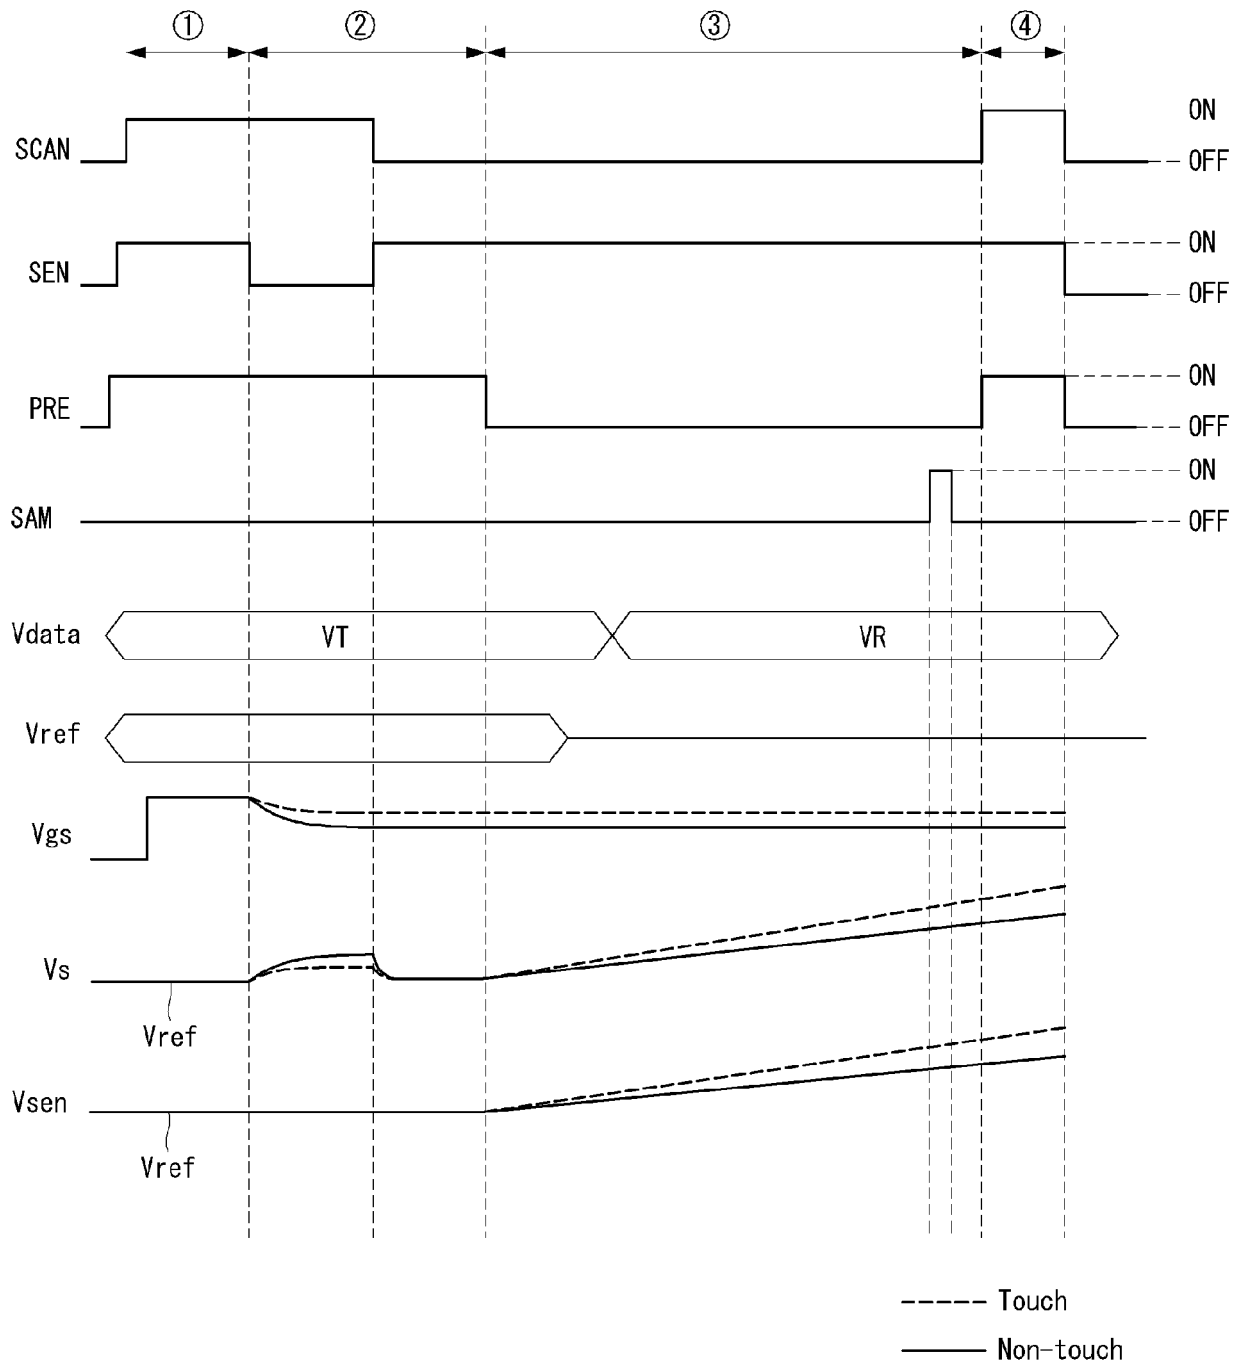 ① ② ③ ④
SCAN ON
OFF
SEN ON
OFF
PRE ON
OFF
SAM ON
OFF
Vdata VT VR
Vref
Vgs
Vs
Vref
Vsen
Vref
Touch
Non-touch